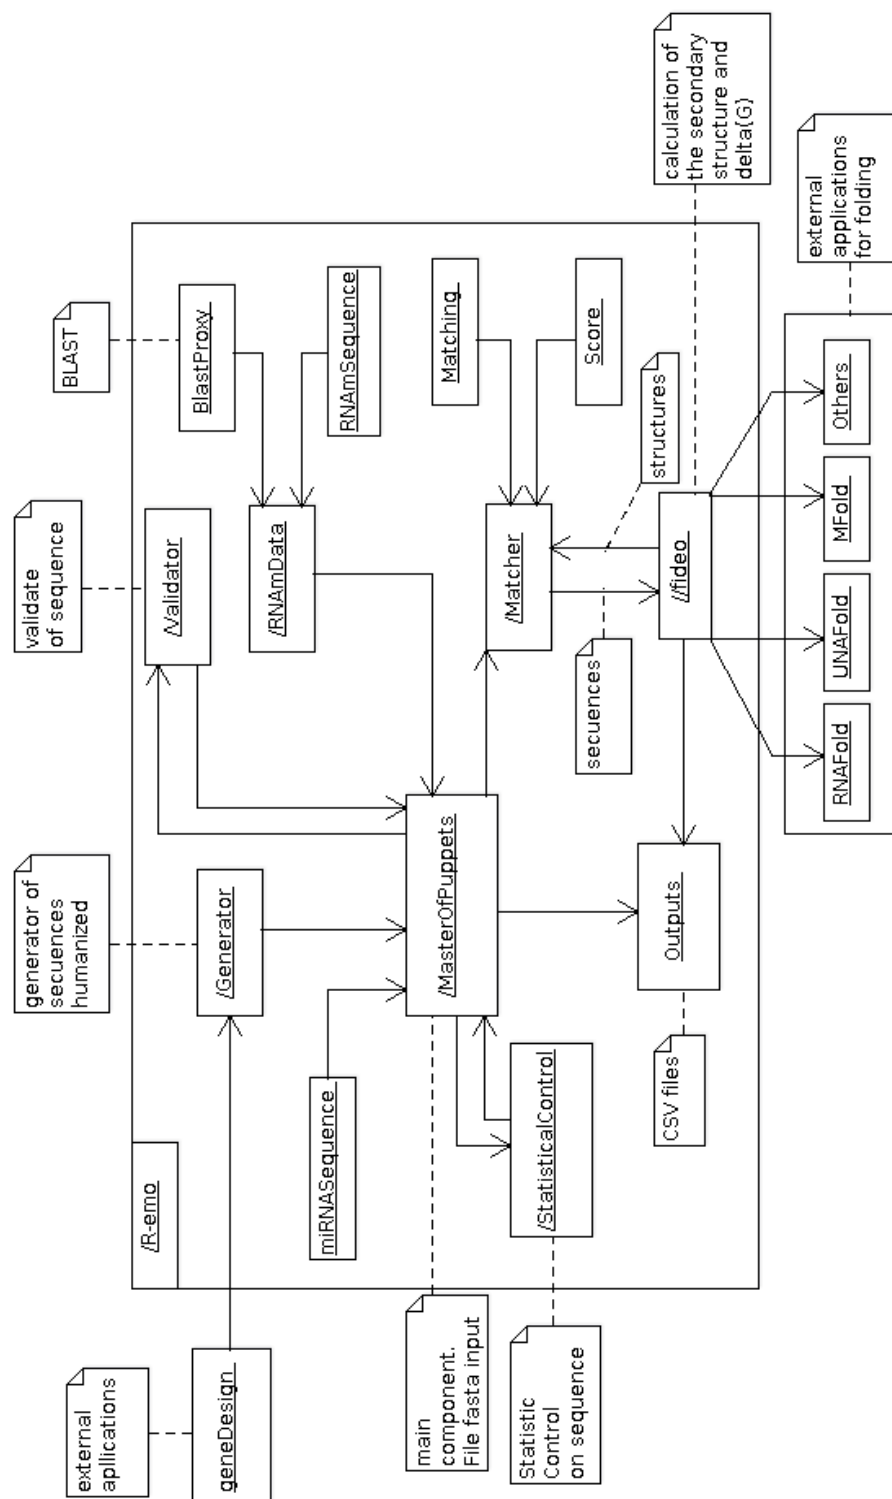 external
apllications
geneDesign
/R-emo
generator of
secuences
humanized
/Generator
validate
of sequence
/Validator
BLAST
BlastProxy
RNAmSequence
/RNAmData
miRNASequence
main
component.
File fasta input
/MasterOfPuppets
Statistic
Control
on sequence
/StatisticalControl
Matching
Score
/Matcher
secuences
structures
CSV files
Outputs
//fideo
calculation of
the secondary
structure and
delta(G)
external
applications
for folding
RNAFold
UNAFold
MFold
Others